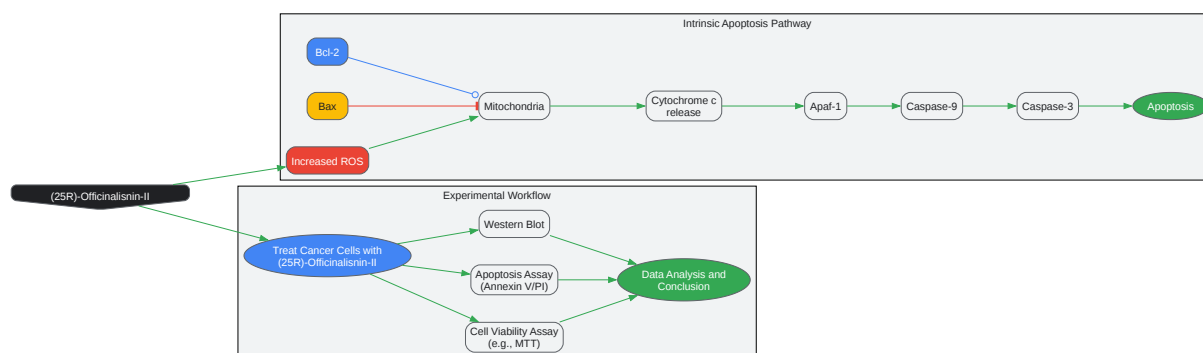 Intrinsic Apoptosis Pathway
Bcl-2
Bax
Increased ROS
Mitochondria
Cytochrome c
release
Apaf-1
Caspase-9
Caspase-3
Apoptosis
(25R)-Officinalisnin-II
Experimental Workflow
Treat Cancer Cells with
(25R)-Officinalisnin-II
Western Blot
Apoptosis Assay
(Annexin V/PI)
Cell Viability Assay
(e.g., MTT)
Data Analysis and
Conclusion